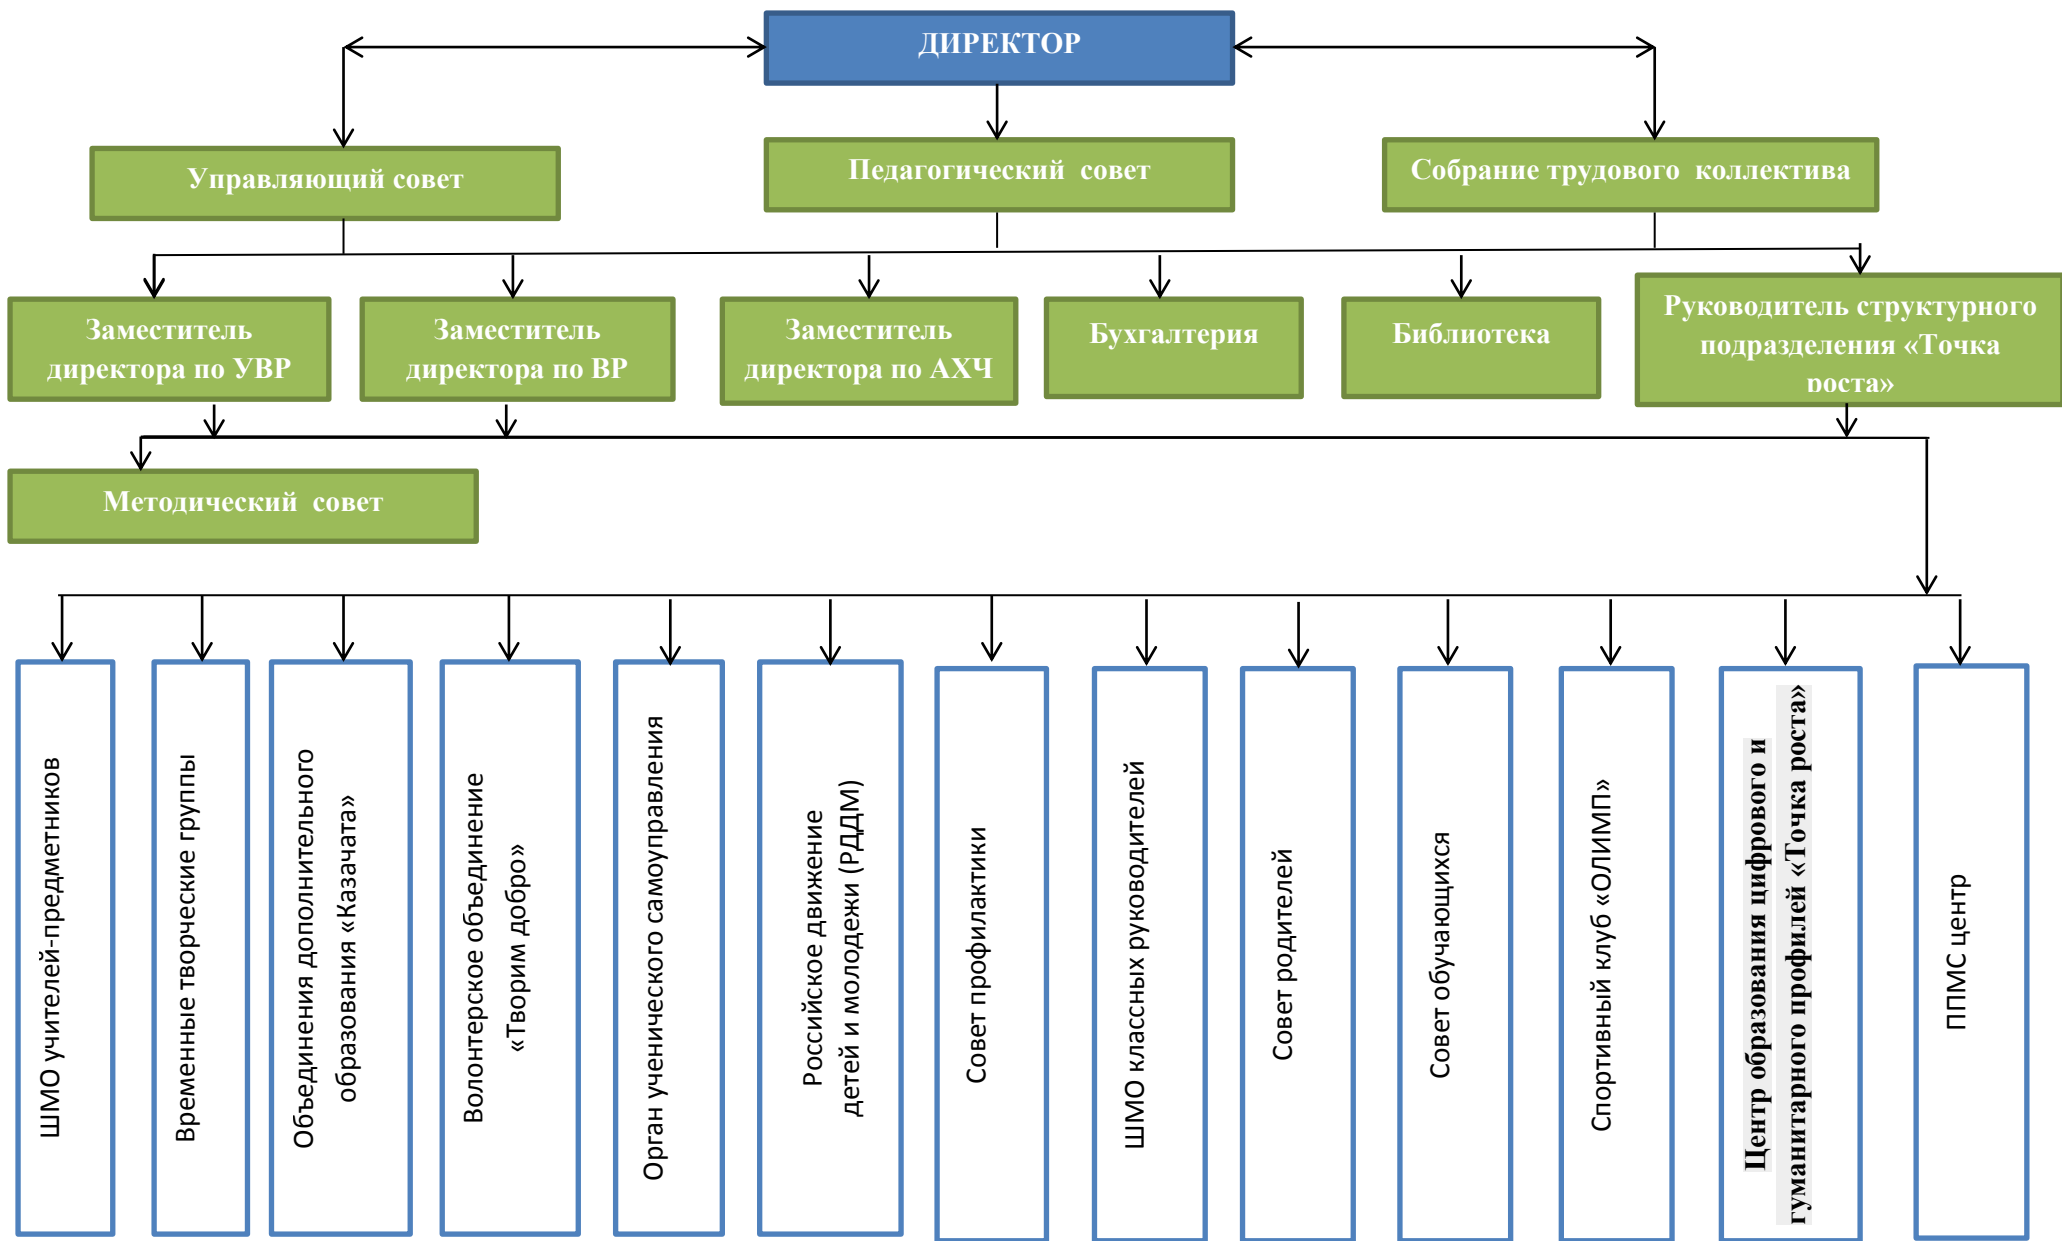 ДИРЕКТОР
Управляющий совет
Педагогический совет
Собрание трудового коллектива
Заместитель
директора по УВР
Заместитель
директора по ВР
Заместитель
директора по АХЧ
Бухгалтерия
Библиотека
Руководитель структурного
подразделения «Точка
роста»
Методический совет
ШМО учителей-предметников
Временные творческие группы
Объединения дополнительного
образования «Казачата»
Волонтерское объединение
«Творим добро»
Орган ученического самоуправления
Российское движение
детей и молодежи (РДДМ)
Совет профилактики
ШМО классных руководителей
Совет родителей
Совет обучающихся
Спортивный клуб «ОЛИМП»
Центр образования цифрового и
гуманитарного профилей «Точка роста»
ППМС центр